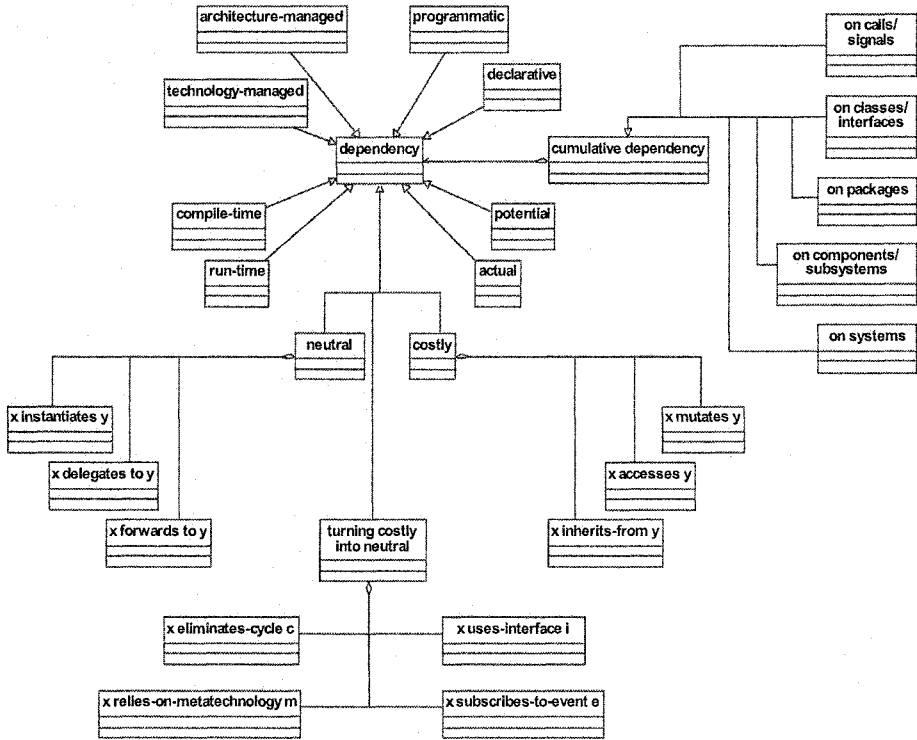 architecture-managed
programmatic
on calls/
signals
technology-managed
declarative
on classes/
interfaces
dependency
cumulative dependency
on packages
compile-time
potential
on components/
subsystems
run-time
actual
neutral
costly
on systems
x instantiates y
x mutates y
x delegates to y
x accesses y
x forwards to y
turning costly
into neutral
x inherits-from y
x eliminates-cycle c
x uses-interface i
x relies-on-metatechnology m
x subscribes-to-event e